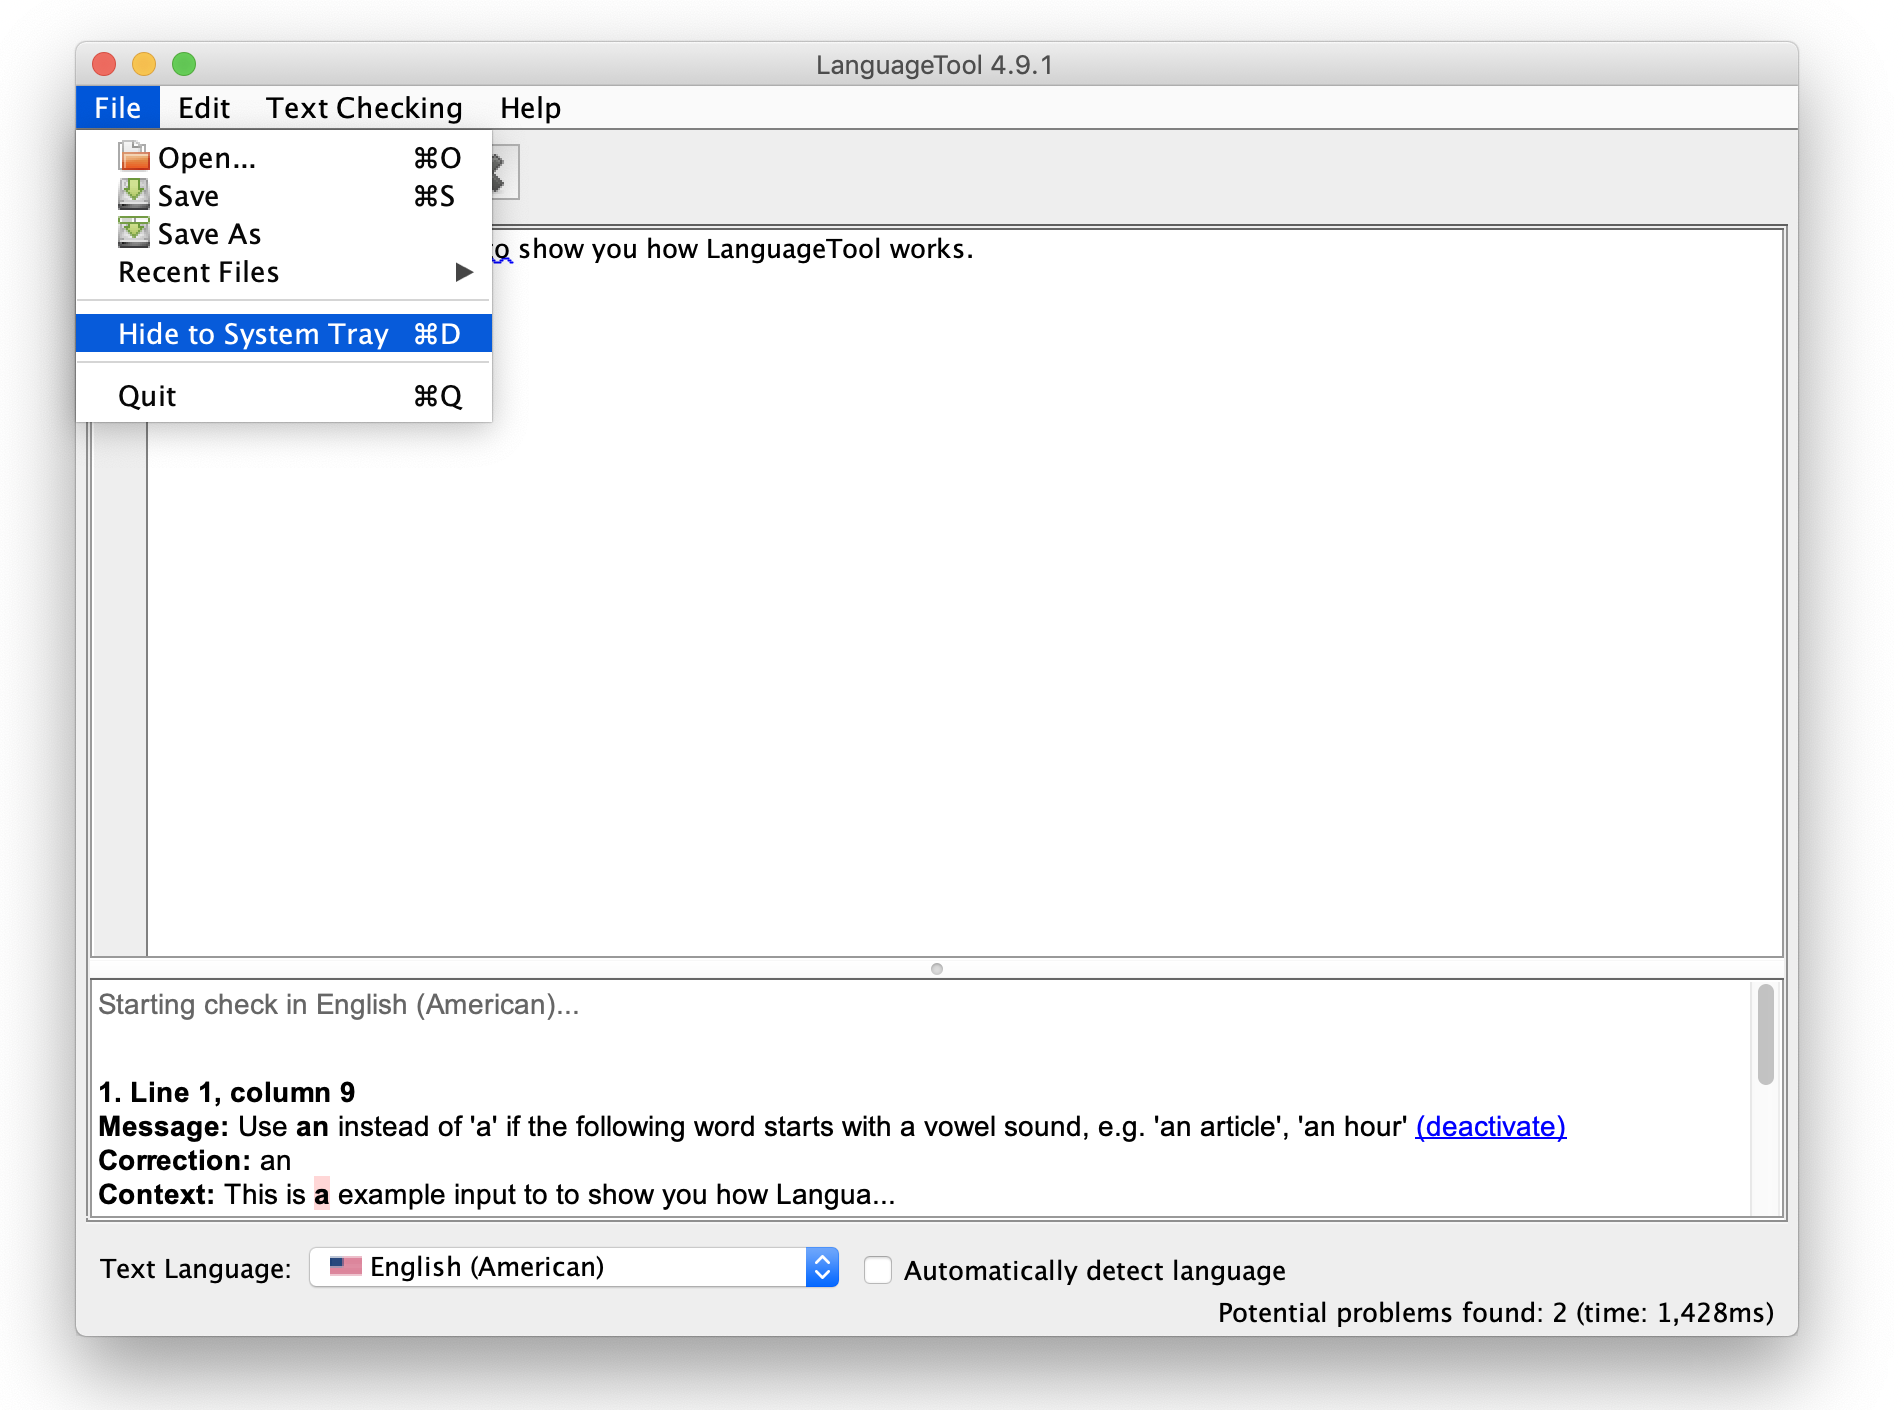 LanguageTool 4.9.1
File Edit Text Checking Help
Open... ⌘O
Save ⌘S
Save As
Recent Files
Hide to System Tray ⌘D
Quit ⌘Q
show you how LanguageTool works.
Starting check in English (American)...
1. Line 1, column 9
Message: Use an instead of 'a' if the following word starts with a vowel sound, e.g. 'an article', 'an hour' (deactivate)
Correction: an
Context: This is a example input to to show you how Langua...
Text Language: English (American) Automatically detect language
Potential problems found: 2 (time: 1,428ms)